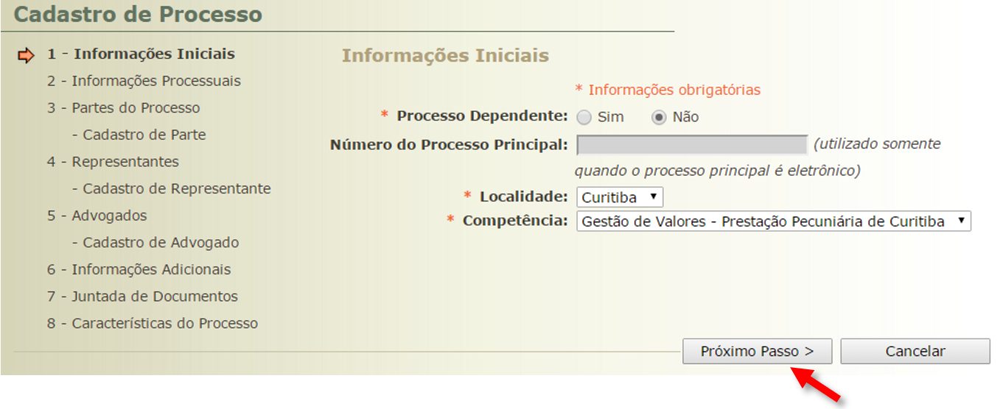 Cadastro de Processo
1 - Informações Iniciais
2 - Informações Processuais
3 - Partes do Processo
- Cadastro de Parte
4 - Representantes
- Cadastro de Representante
5 - Advogados
- Cadastro de Advogado
6 - Informações Adicionais
7 - Juntada de Documentos
8 - Características do Processo
Informações Iniciais
* Informações obrigatórias
* Processo Dependente: Sim Não
Número do Processo Principal: (utilizado somente
quando o processo principal é eletrônico)
* Localidade: Curitiba
* Competência: Gestão de Valores - Prestação Pecuniária de Curitiba
Próximo Passo > Cancelar